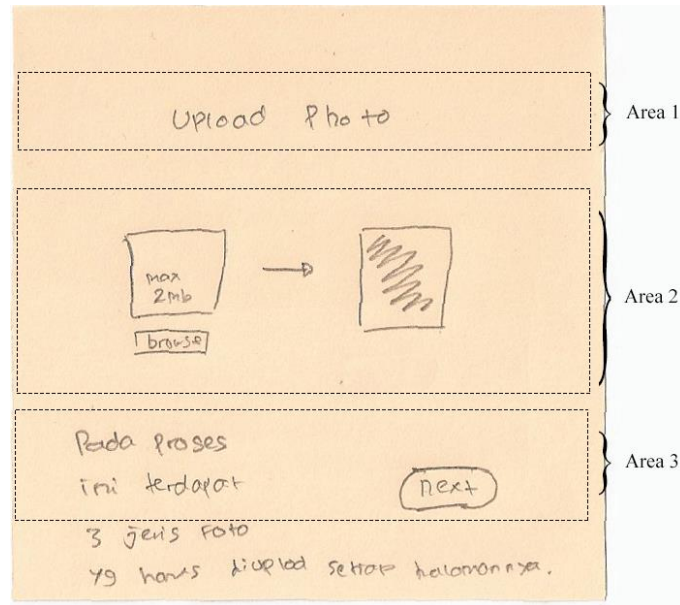 Upload Photo
Area 1
max
2mb
browse
Area 2
Pada proses
ini terdapat
next
Area 3
3 jenis Foto
yg harus diuplod setiap halamannya.